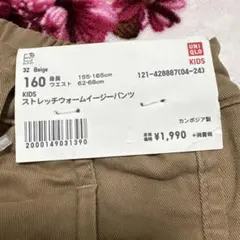 32 Beige
160 身長 155-165cm
ウエスト 62-68cm
KIDS
ストレッチウォームイージーパンツ
UNI
QLO
KIDS
121-428887(04-24)
カンボジア製
本体価格 ¥1,990 +消費税
2000149031390